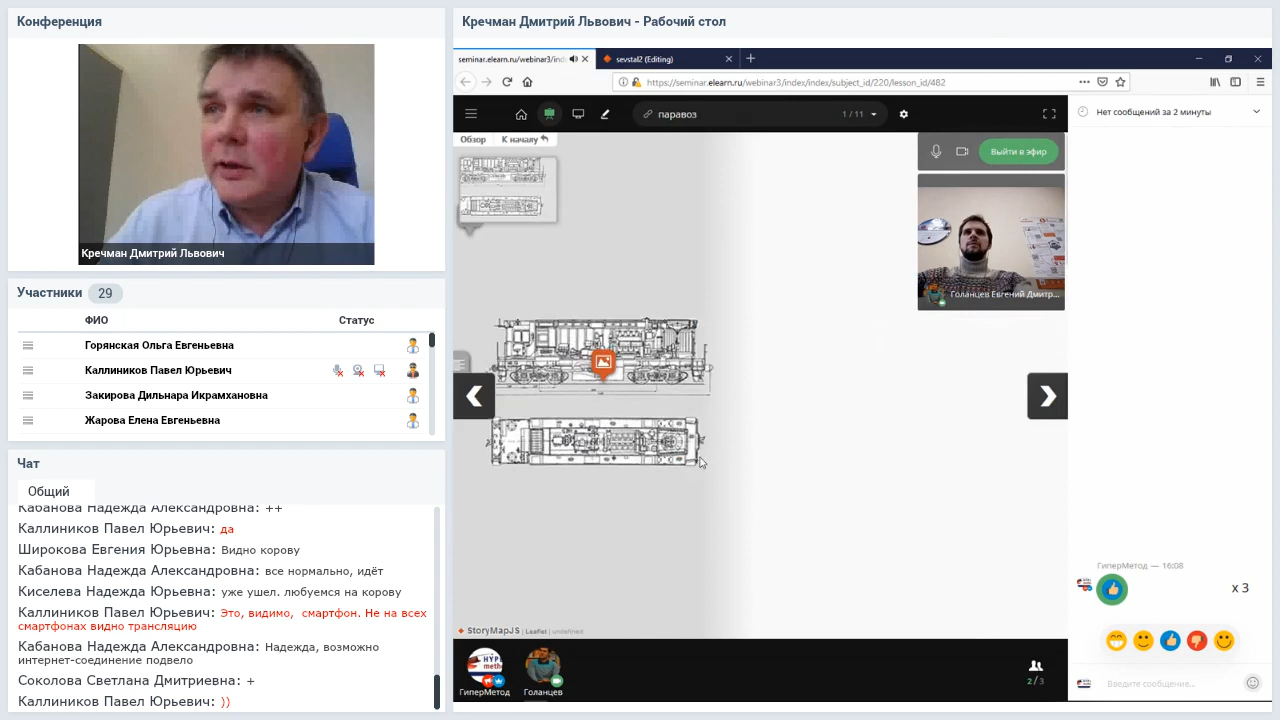 Конференция
Кречман Дмитрий Львович
Участники 29
ФИО Статус
Горянская Ольга Евгеньевна
Каллиников Павел Юрьевич
Закирова Дильнара Икрамхановна
Жарова Елена Евгеньевна
Чат
Общий
Кабанова Надежда Александровна: ++
Каллиников Павел Юрьевич: да
Широкова Евгения Юрьевна: Видно корову
Кабанова Надежда Александровна: все нормально, идёт
Киселева Надежда Юрьевна: уже ушел. любуемся на корову
Каллиников Павел Юрьевич: Это, видимо, смартфон. Не на всех
смартфонах видно трансляцию
Кабанова Надежда Александровна: Надежда, возможно
интернет-соединение подвело
Соколова Светлана Дмитриевна: +
Каллиников Павел Юрьевич: ))
Кречман Дмитрий Львович - Рабочий стол
seminar.elearn.ru/webinar3/ind
sevstal2 (Editing)
https://seminar.elearn.ru/webinar3/index/index/subject_id/220/lesson_id/482
паравоз 1 / 11
Обзор К началу
Выйти в эфир
Голанцев Евгений Дмитр...
StoryMapJS | Leaflet | undefined
ГиперМетод
Голанцев
2 / 3
Нет сообщений за 2 минуты
ГиперМетод — 16:08
x 3
Введите сообщение...